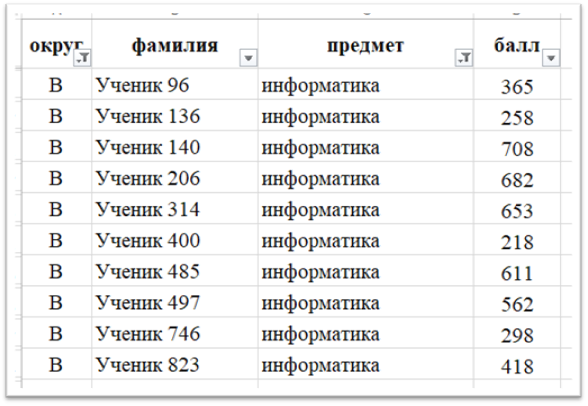 округ фамилия предмет балл
В Ученик 96 информатика 365
В Ученик 136 информатика 258
В Ученик 140 информатика 708
В Ученик 206 информатика 682
В Ученик 314 информатика 653
В Ученик 400 информатика 218
В Ученик 485 информатика 611
В Ученик 497 информатика 562
В Ученик 746 информатика 298
В Ученик 823 информатика 418